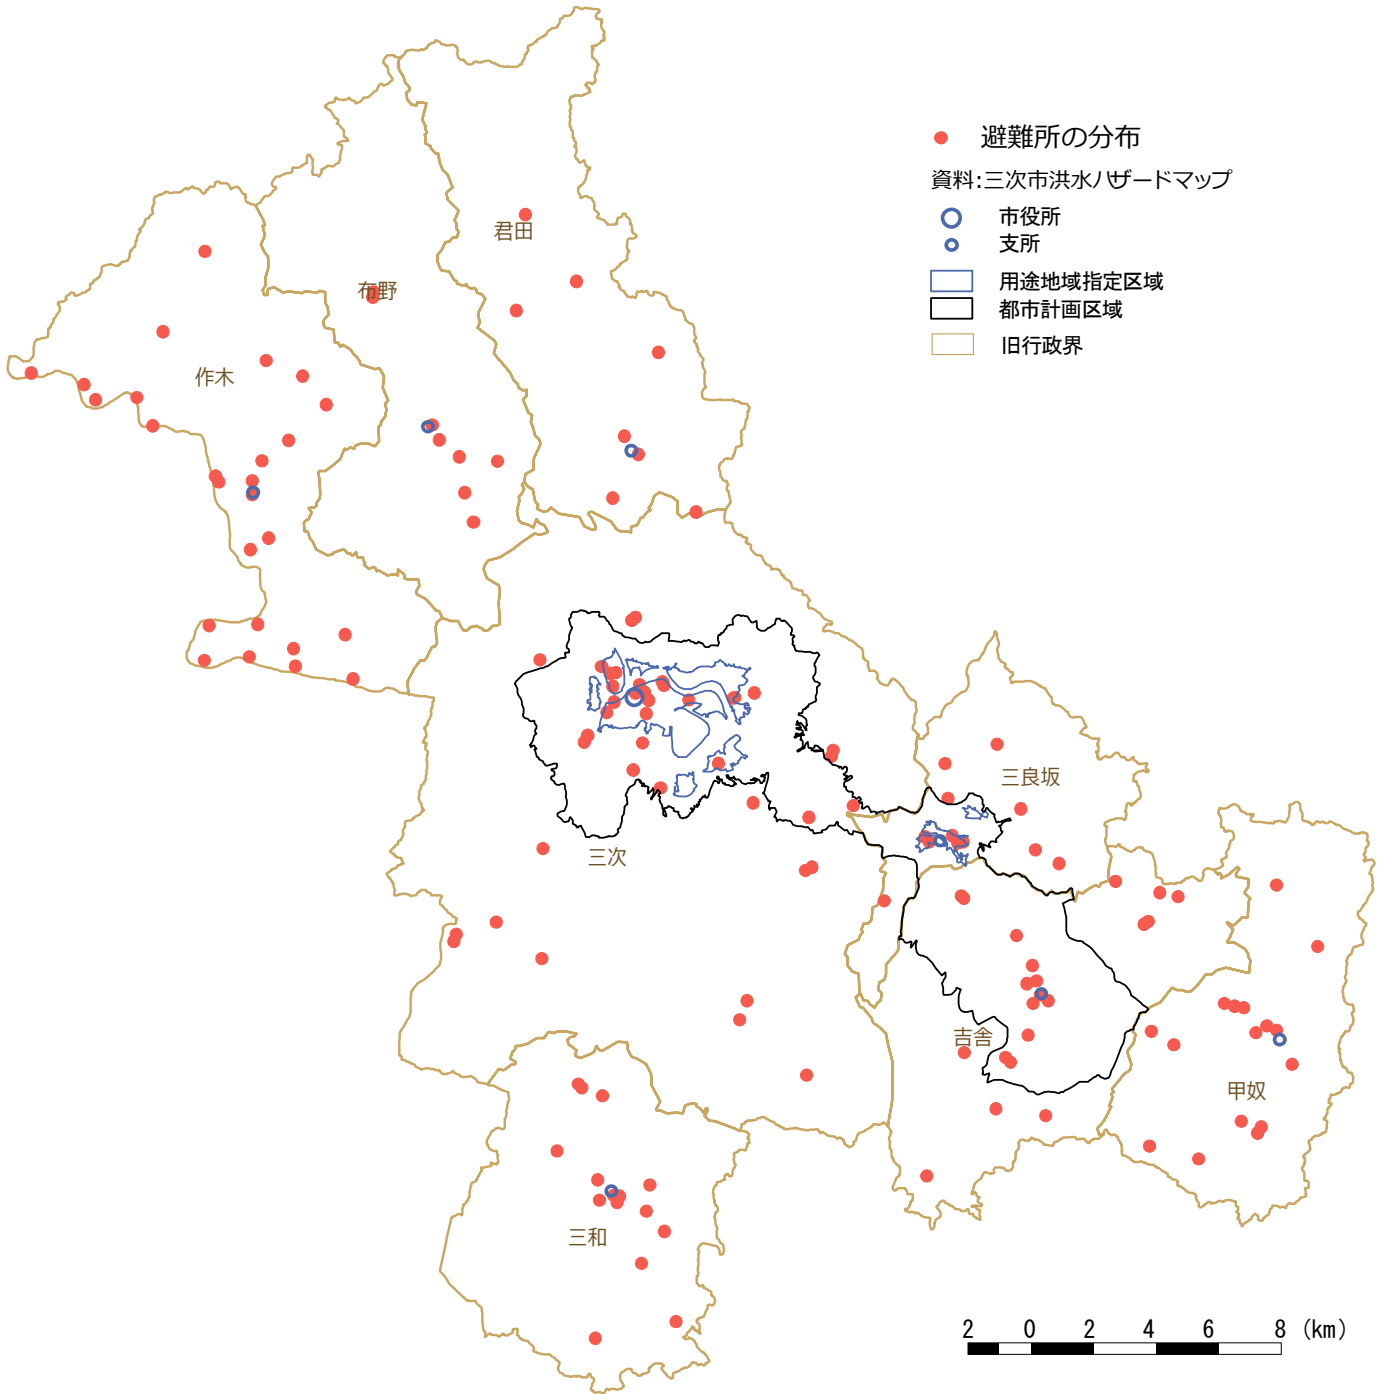 避難所の分布
資料:三次市洪水ハザードマップ
市役所
支所
用途地域指定区域
都市計画区域
旧行政界
君田
布野
作木
三良坂
三次
吉舎
甲奴
三和
2 0 2 4 6 8 (km)